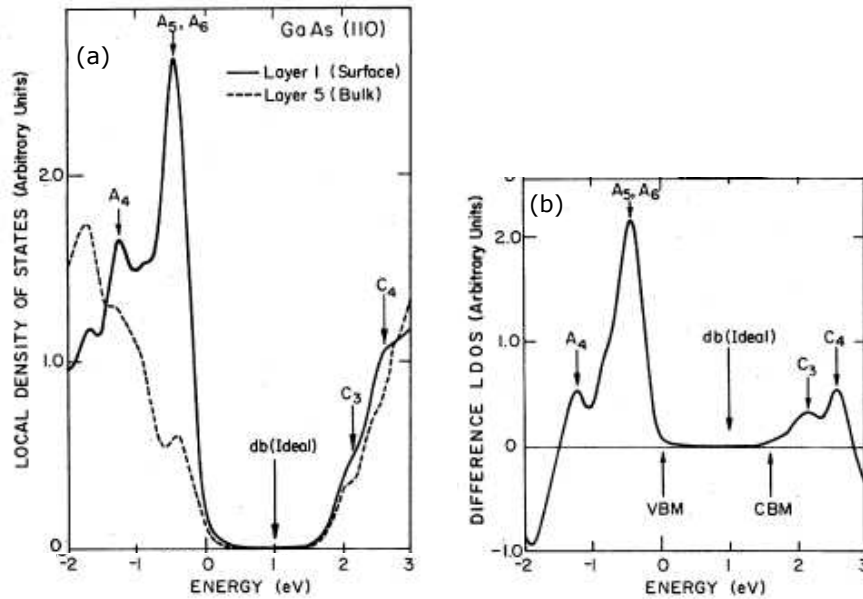 (a)
A5, A6
GaAs (110)
Layer 1 (Surface)
Layer 5 (Bulk)
A4
C4
C3
db(Ideal)
2.0
1.0
0
-2
-1
0
1
2
3
LOCAL DENSITY OF STATES (Arbitrary Units)
ENERGY (eV)
(b)
A5, A6
A4
db(Ideal)
C3
C4
VBM
CBM
2.0
1.0
0
-1.0
-2
-1
0
1
2
3
DIFFERENCE LDOS (Arbitrary Units)
ENERGY (eV)